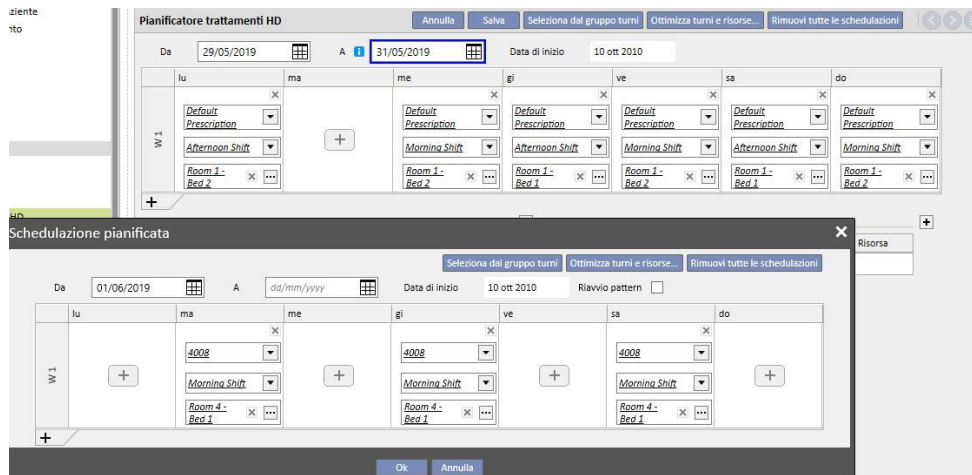 ziente
nto
Pianificatore trattamenti HD
Annulla Salva Seleziona dal gruppo turni Ottimizza turni e risorse... Rimuovi tutte le schedulazioni
Da 29/05/2019 A 31/05/2019 Data di inizio 10 ott 2010
lu ma me gi ve sa do
Default Default Default Default Default Default
Prescription Prescription Prescription Prescription Prescription Prescription
W 1
Afternoon Shift Morning Shift Afternoon Shift Morning Shift Afternoon Shift Morning Shift
Room 1 - Room 1 - Room 1 - Room 1 - Room 1 - Room 1 -
Bed 2 Bed 2 Bed 1 Bed 2 Bed 1 Bed 2
HD
Risorsa
Schedulazione pianificata
Seleziona dal gruppo turni Ottimizza turni e risorse... Rimuovi tutte le schedulazioni
Da 01/06/2019 A dd/mm/yyyy Data di inizio 10 ott 2010 Riavvio pattern
lu ma me gi ve sa do
4008 4008 4008
W 1
Morning Shift Morning Shift Morning Shift
Room 4 - Room 4 - Room 4 -
Bed 1 Bed 1 Bed 1
Ok Annulla